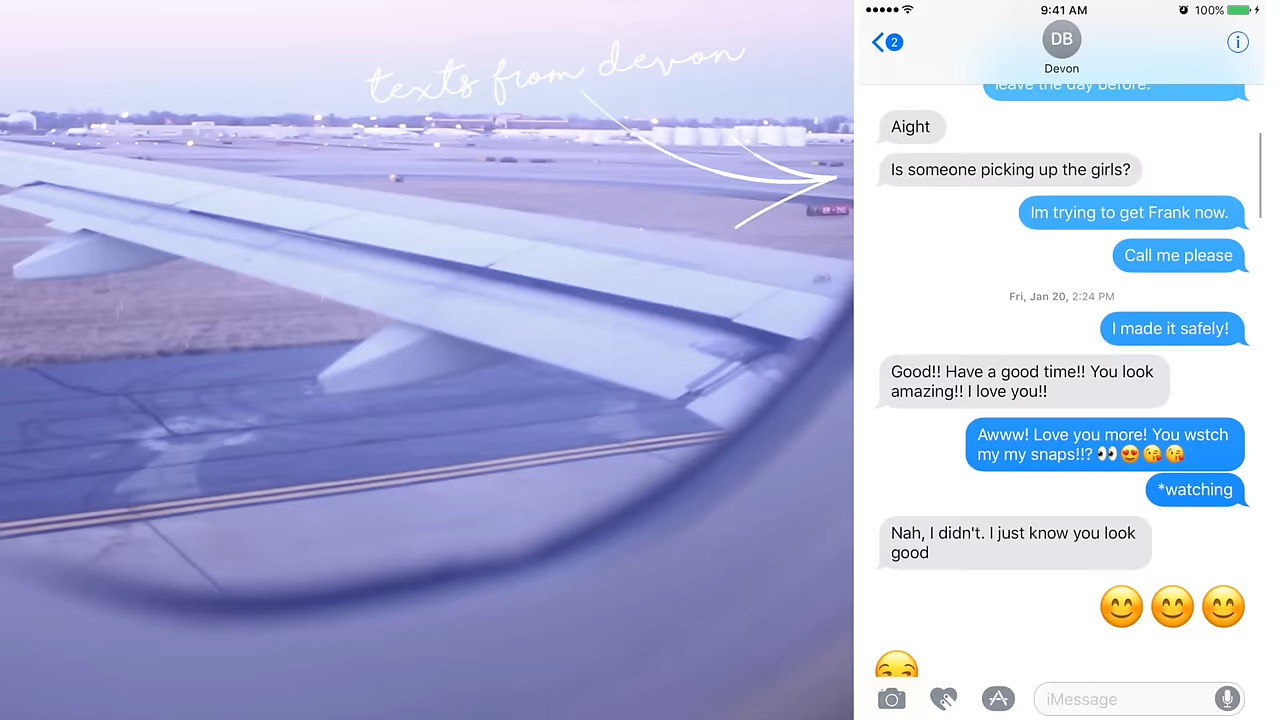 texts from devon
9:41 AM
100%
2
DB
Devon
leave the day before.
Aight
Is someone picking up the girls?
Im trying to get Frank now.
Call me please
Fri, Jan 20, 2:24 PM
I made it safely!
Good!! Have a good time!! You look
amazing!! I love you!!
Awww! Love you more! You wstch
my my snaps!!? 👀😍😘😘
*watching
Nah, I didn't. I just know you look
good
😊😊😊
😒
iMessage